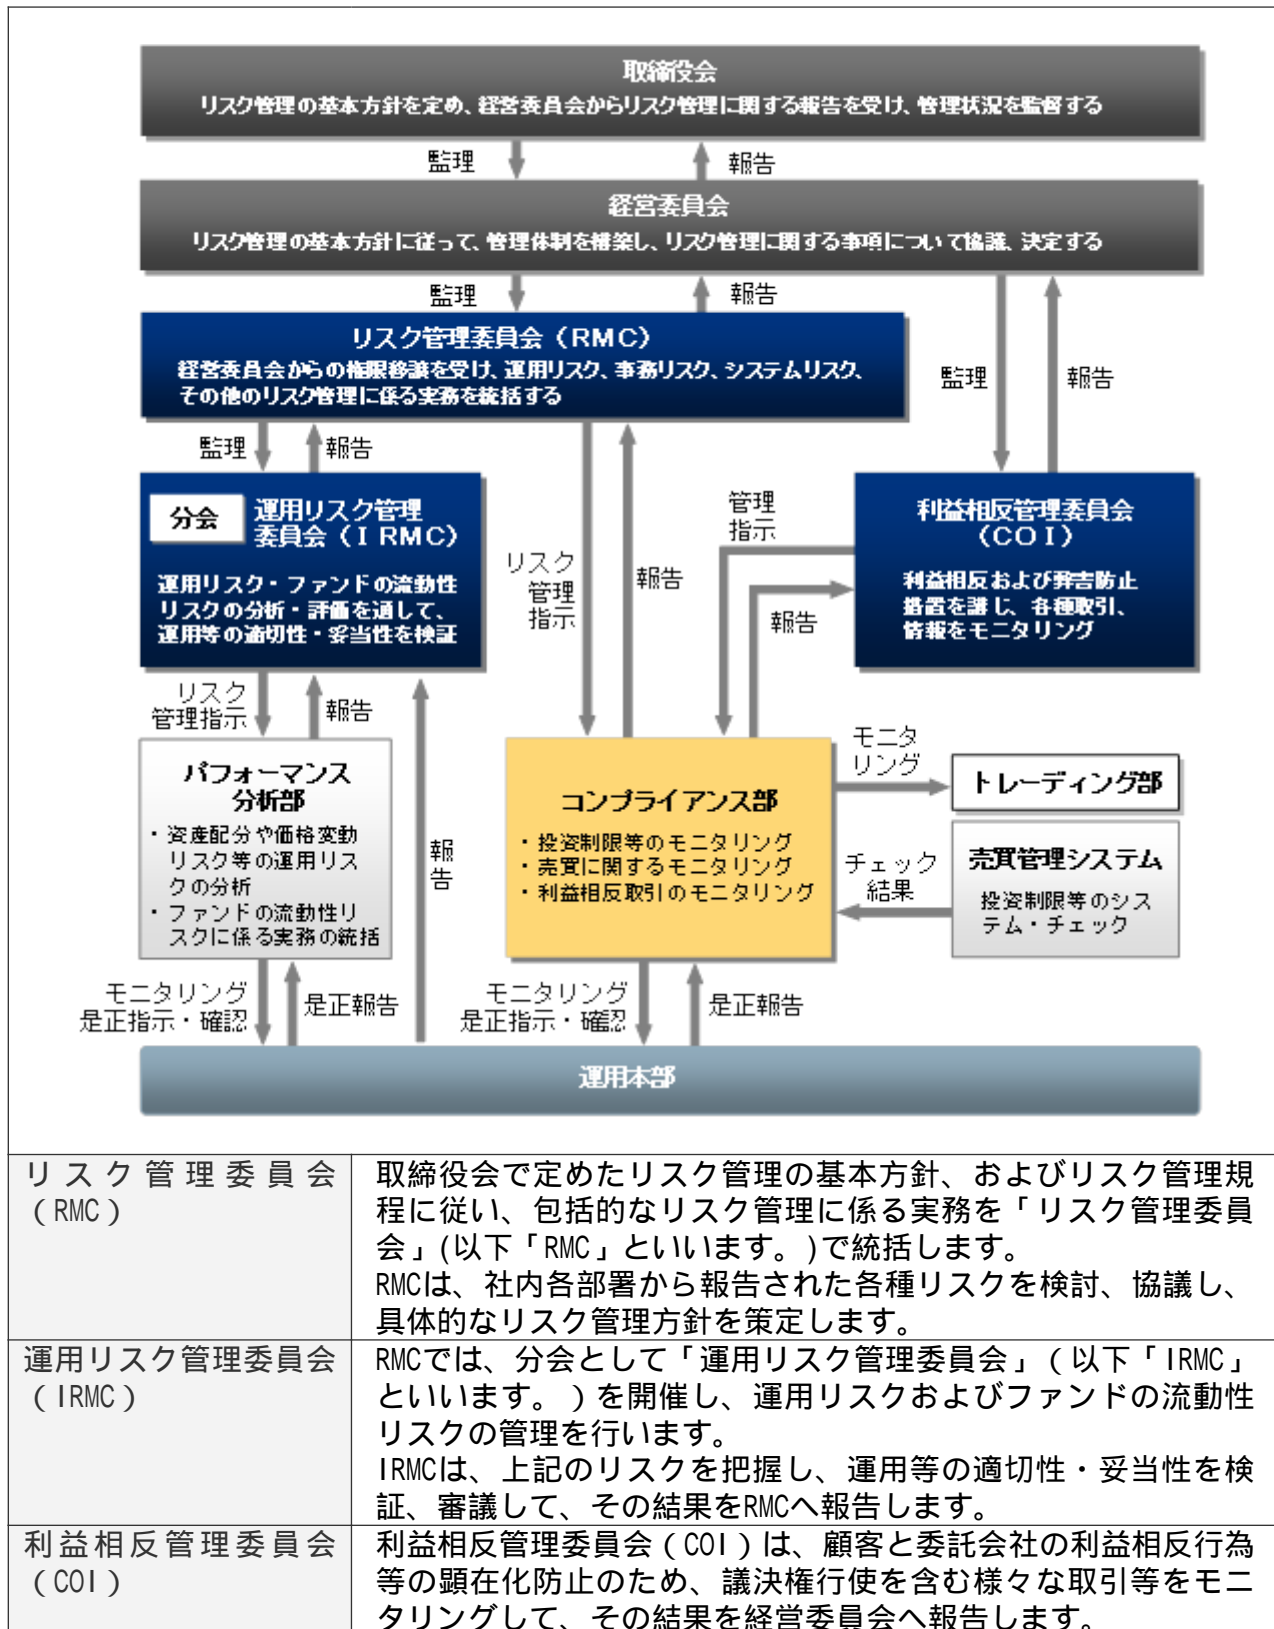 取締役会
リスク管理の基本方針を定め、経営委員会からリスク管理に関する報告を受け、管理状況を監督する
監理
報告
経営委員会
リスク管理の基本方針に従って、管理体制を構築し、リスク管理に関する事項について協議、決定する
監理
報告
リスク管理委員会（RMC）
経営委員会からの権限移譲を受け、運用リスク、事務リスク、システムリスク、
その他のリスク管理に係る実務を統括する
監理
報告
監理
報告
分会
運用リスク管理
委員会（IRMC）
運用リスク・ファンドの流動性
リスクの分析・評価を通して、
運用等の適切性・妥当性を検証
リスク
管理
指示
報告
管理
指示
報告
利益相反管理委員会
（COI）
利益相反および弊害防止
措置を講じ、各種取引、
情報をモニタリング
リスク
管理指示
報告
パフォーマンス
分析部
・資産配分や価格変動
リスク等の運用リス
クの分析
・ファンドの流動性リ
スクに係る実務の統括
報
告
コンプライアンス部
・投資制限等のモニタリング
・売買に関するモニタリング
・利益相反取引のモニタリング
モニタ
リング
トレーディング部
チェック
結果
売買管理システム
投資制限等のシス
テム・チェック
モニタリング
是正指示・確認
是正報告
モニタリング
是正指示・確認
是正報告
運用本部
リスク管理委員会
（RMC）
取締役会で定めたリスク管理の基本方針、およびリスク管理規
程に従い、包括的なリスク管理に係る実務を「リスク管理委員
会」(以下「RMC」といいます。)で統括します。
RMCは、社内各部署から報告された各種リスクを検討、協議し、
具体的なリスク管理方針を策定します。
運用リスク管理委員会
（IRMC）
RMCでは、分会として「運用リスク管理委員会」（以下「IRMC」
といいます。）を開催し、運用リスクおよびファンドの流動性
リスクの管理を行います。
IRMCは、上記のリスクを把握し、運用等の適切性・妥当性を検
証、審議して、その結果をRMCへ報告します。
利益相反管理委員会
（COI）
利益相反管理委員会（COI）は、顧客と委託会社の利益相反行為
等の顕在化防止のため、議決権行使を含む様々な取引等をモニ
タリングして、その結果を経営委員会へ報告します。